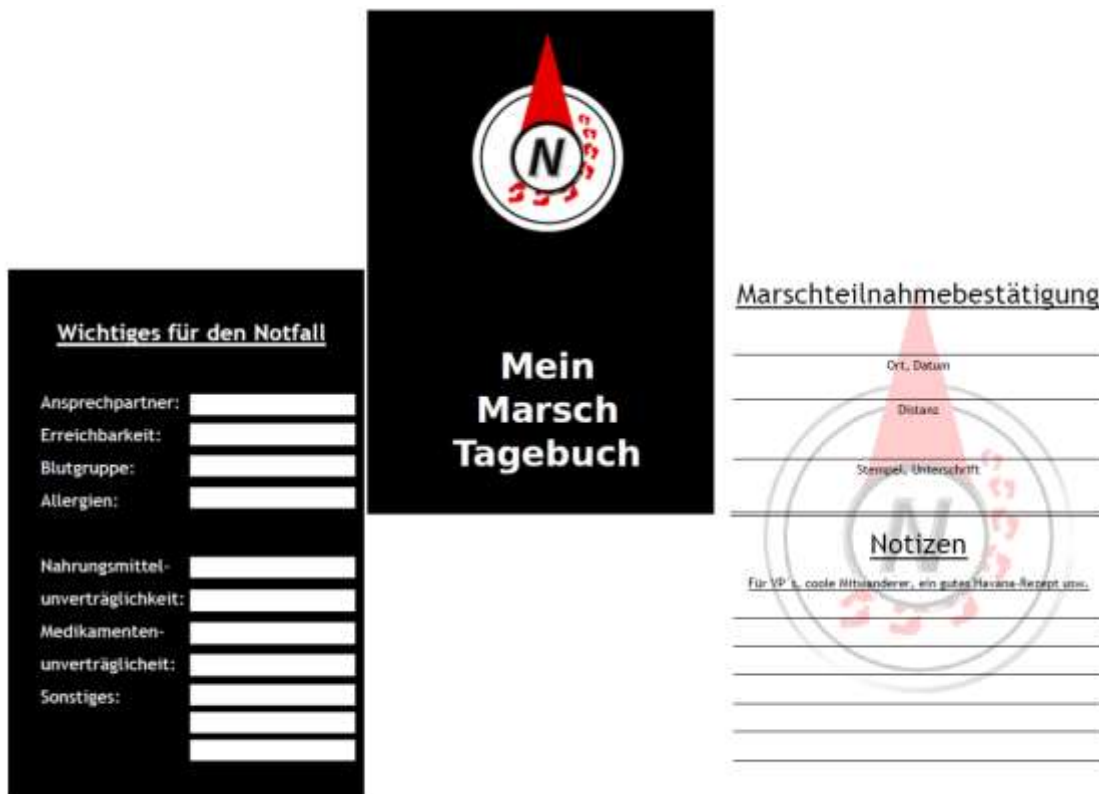 Wichtiges für den Notfall
Ansprechpartner:
Erreichbarkeit:
Blutgruppe:
Allergien:
Nahrungsmittel-
unverträglichkeit:
Medikamenten-
unverträglicheit:
Sonstiges:
N
Mein
Marsch
Tagebuch
Marschteilnahmebestätigung
Ort, Datum
Distanz
Stempel, Unterschrift
N
Notizen
Für VP´s, coole Mitwanderer, ein gutes Havana-Rezept usw.